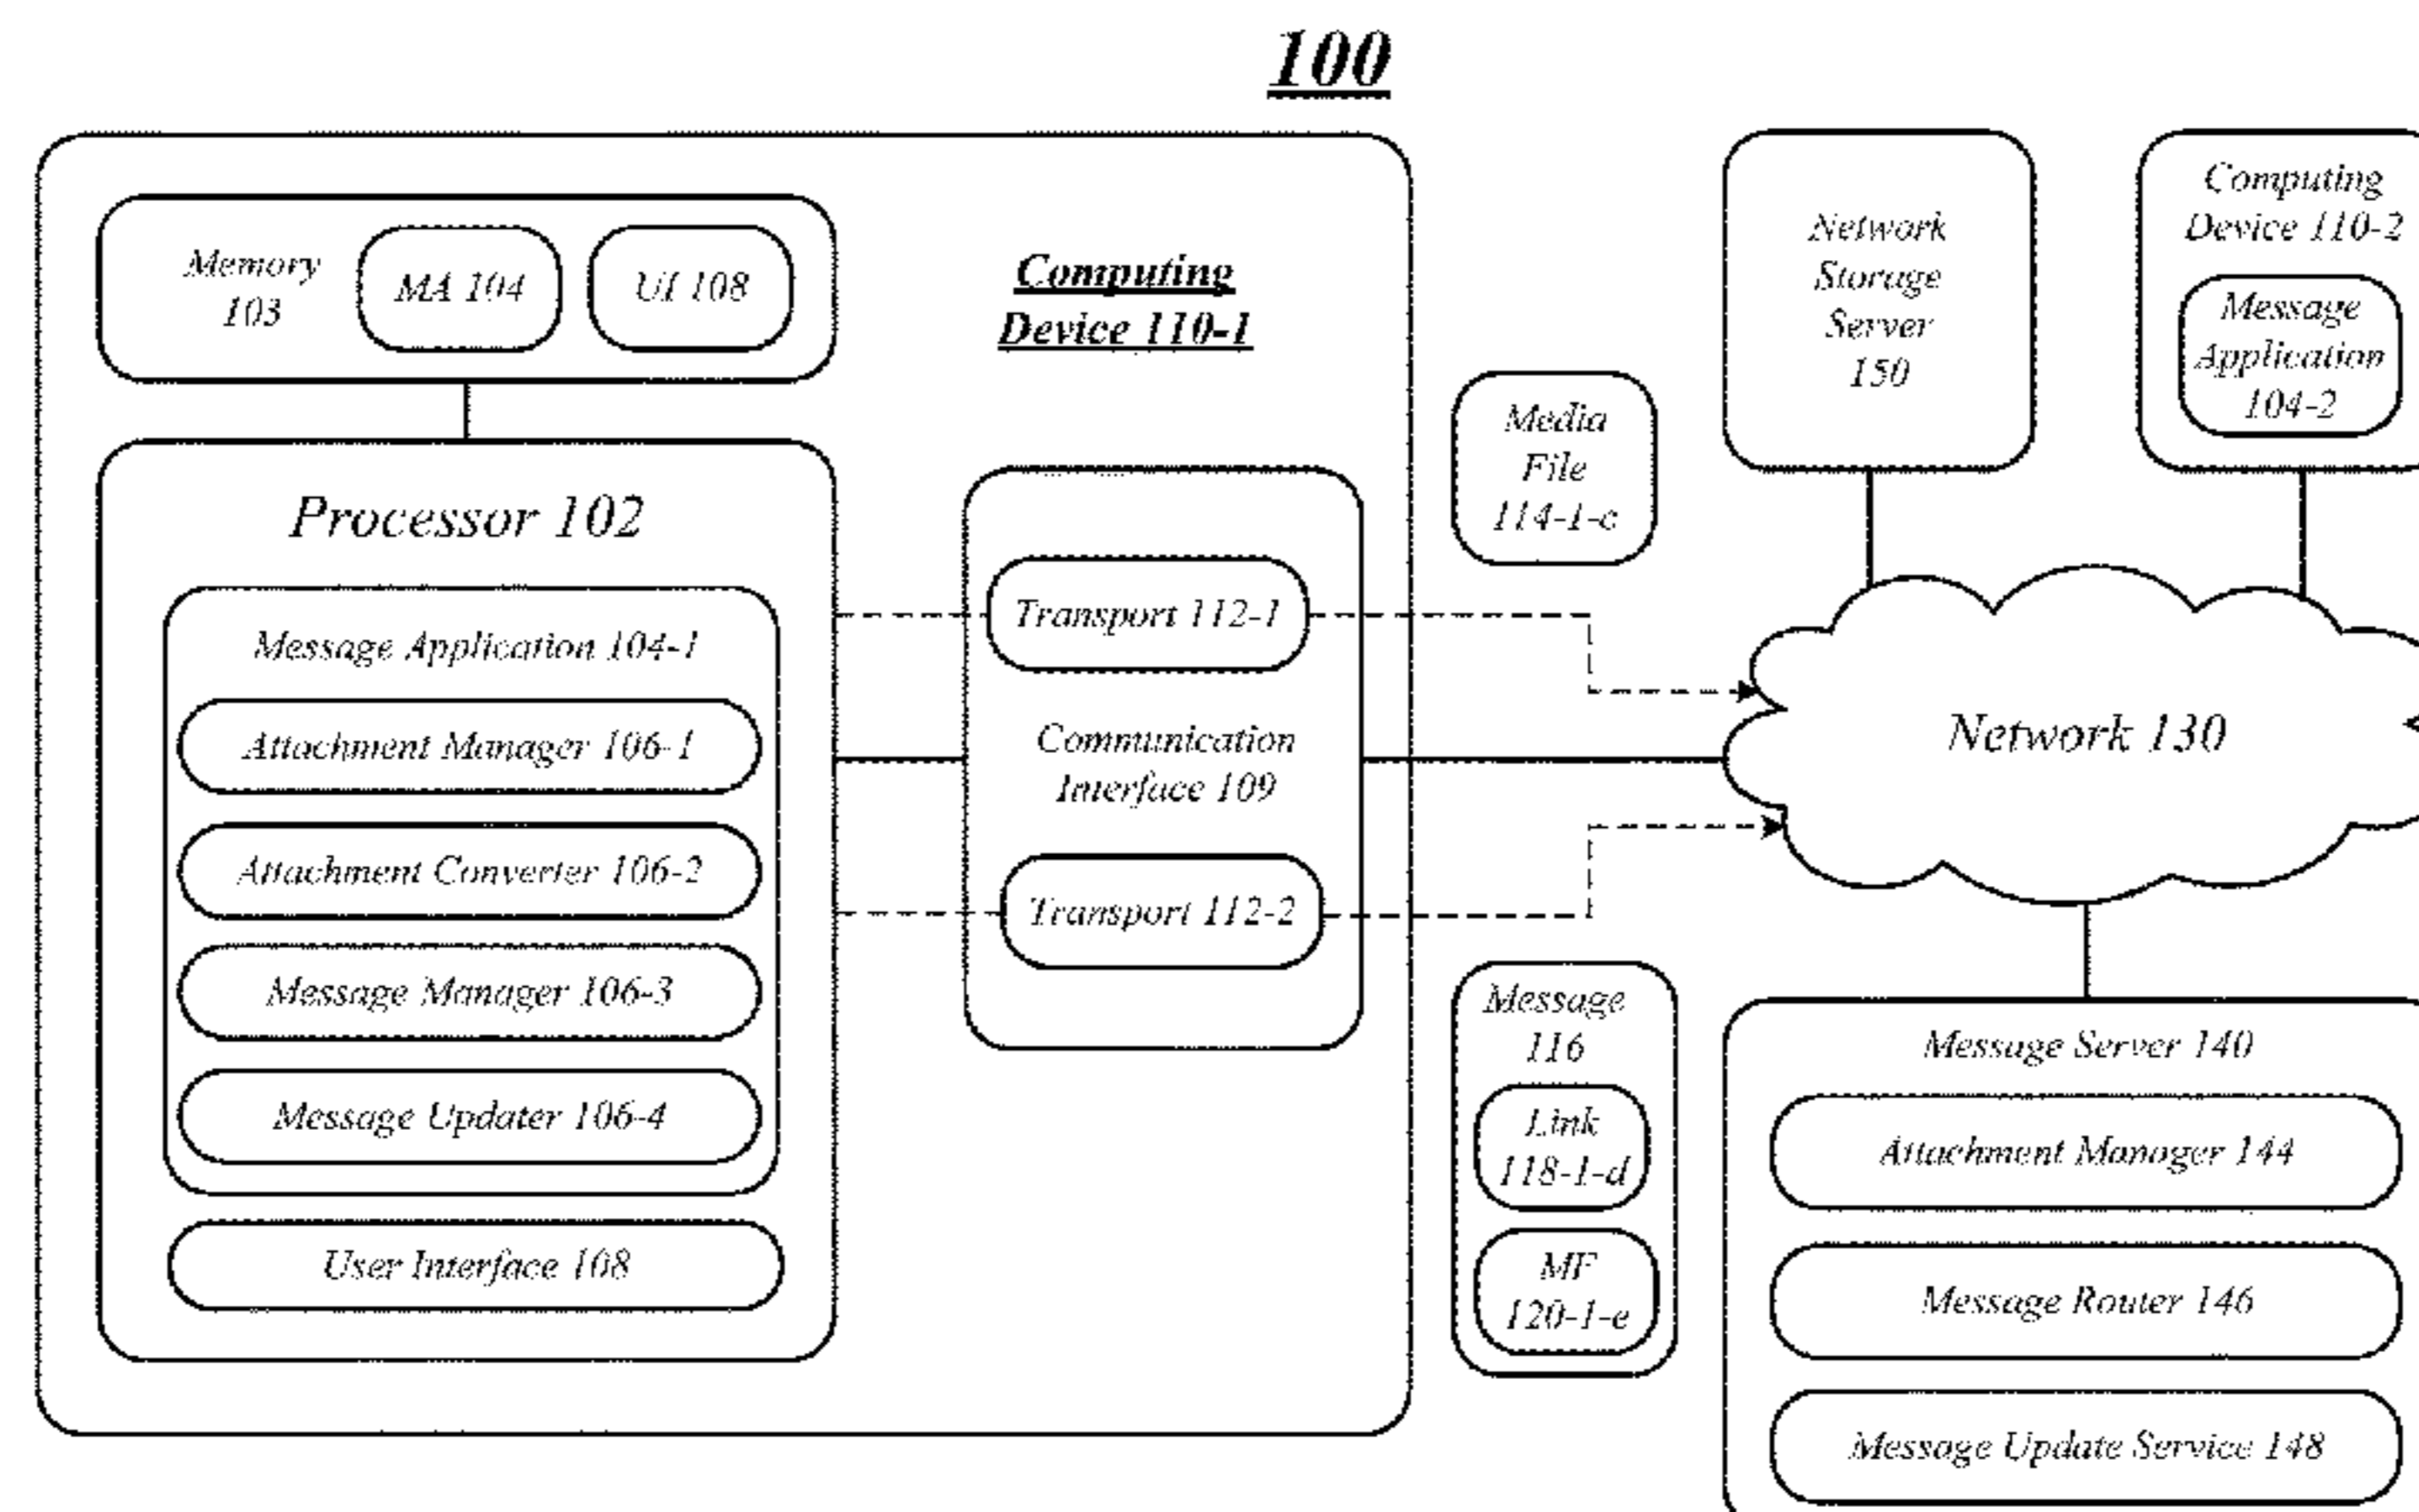 100
Memory
103
MA 104
UI 108
Computing
Device 110-1
Processor 102
Message Application 104-1
Attachment Manager 106-1
Attachment Converter 106-2
Message Manager 106-3
Message Updater 106-4
User Interface 108
Transport 112-1
Communication
Interface 109
Transport 112-2
Media
File
114-1-c
Message
116
Link
118-1-d
MF
120-1-e
Network
Storage
Server
150
Computing
Device 110-2
Message
Application
104-2
Network 130
Message Server 140
Attachment Manager 144
Message Router 146
Message Update Service 148